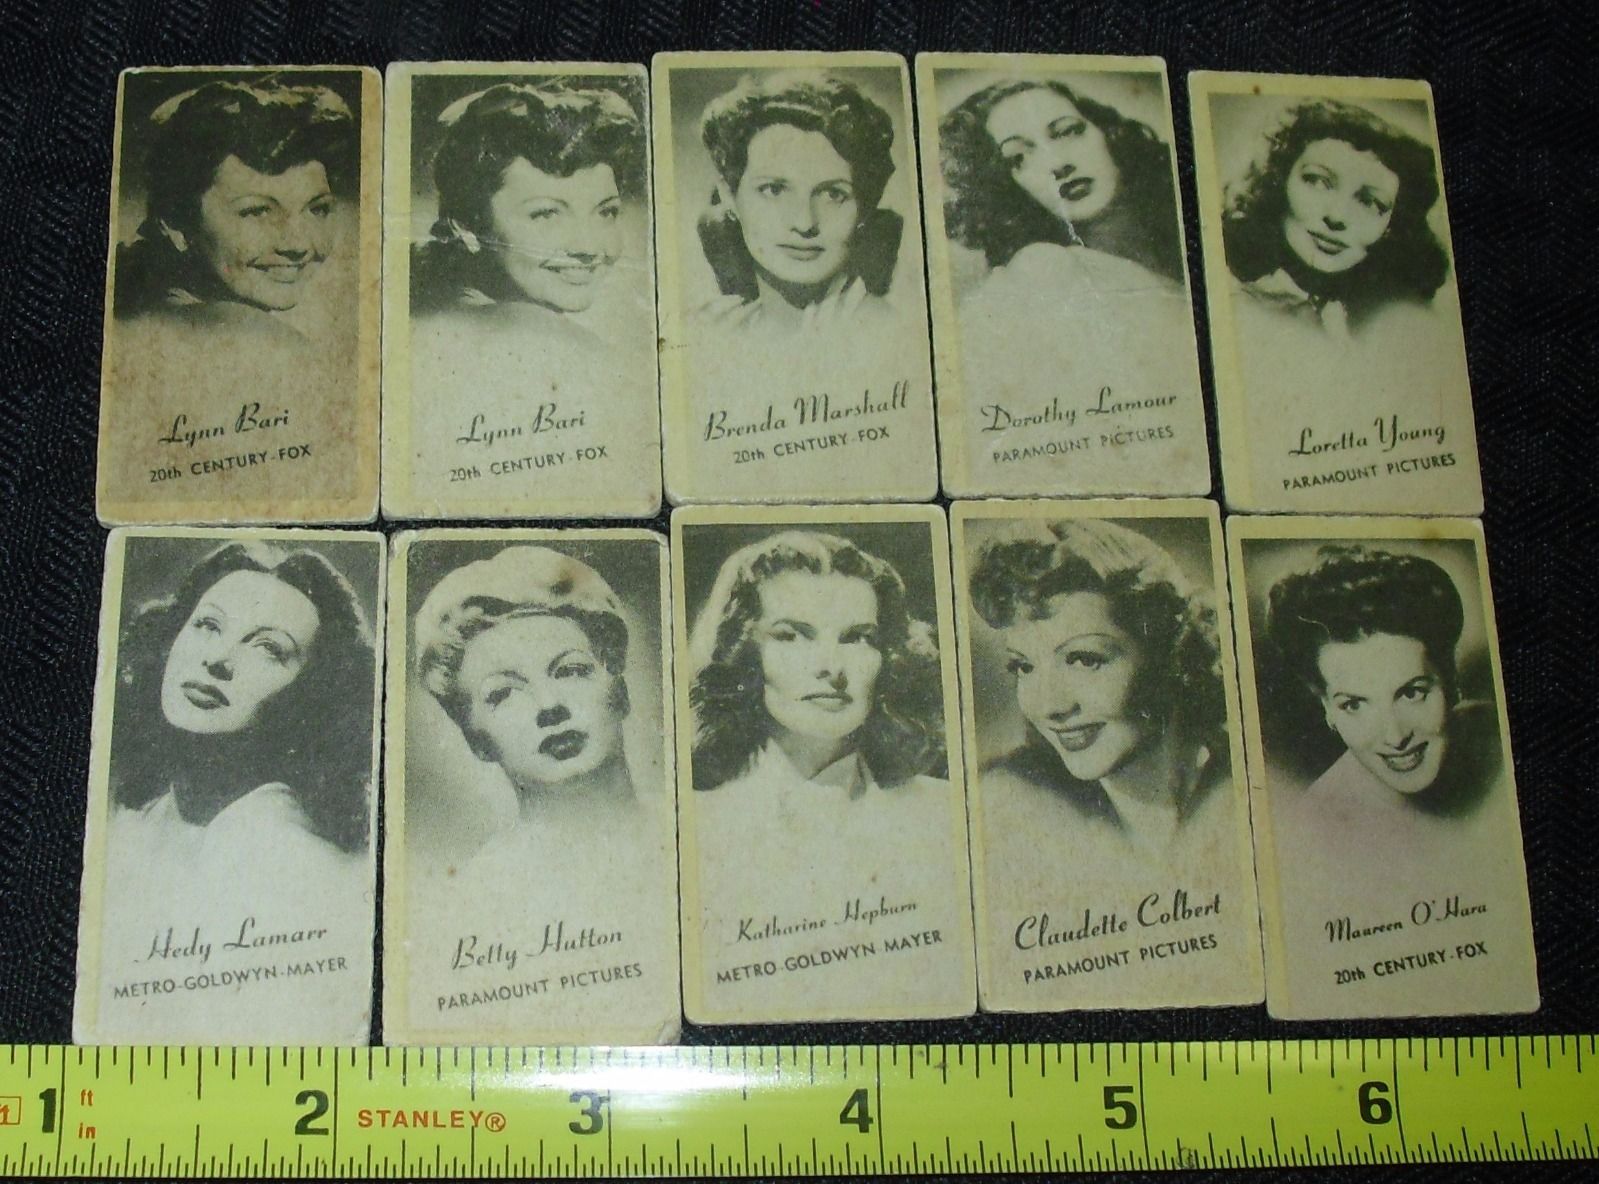 Lynn Bari
20th CENTURY-FOX
Lynn Bari
20th CENTURY-FOX
Brenda Marshall
20th CENTURY-FOX
Dorothy Lamour
PARAMOUNT PICTURES
Loretta Young
PARAMOUNT PICTURES
Hedy Lamarr
METRO-GOLDWYN-MAYER
Betty Hutton
PARAMOUNT PICTURES
Katharine Hepburn
METRO-GOLDWYN MAYER
Claudette Colbert
PARAMOUNT PICTURES
Maureen O'Hara
20th CENTURY-FOX
1 ft in 2 STANLEY® 3 4 5 6